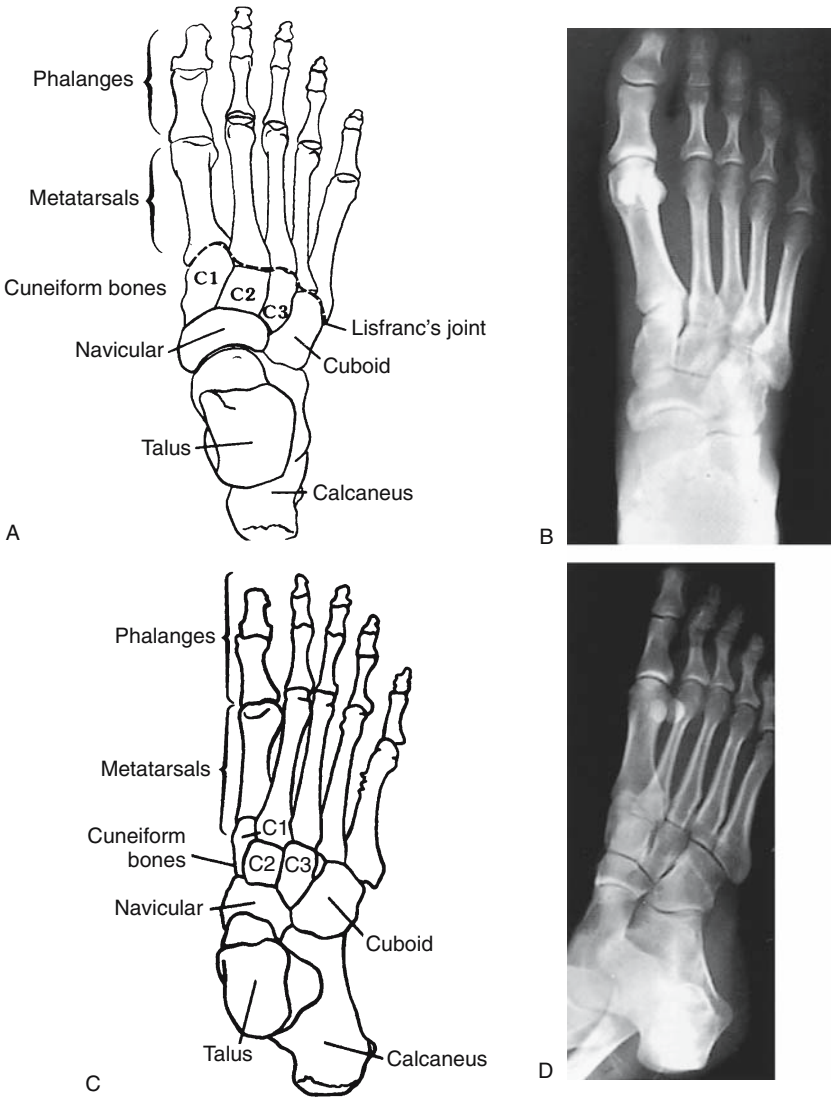 Phalanges
Metatarsals
Cuneiform bones
C1
C2
C3
Lisfranc's joint
Navicular
Cuboid
Talus
Calcaneus
A
B
Phalanges
Metatarsals
C1
Cuneiform
bones
C2
C3
Navicular
Cuboid
Talus
Calcaneus
C
D